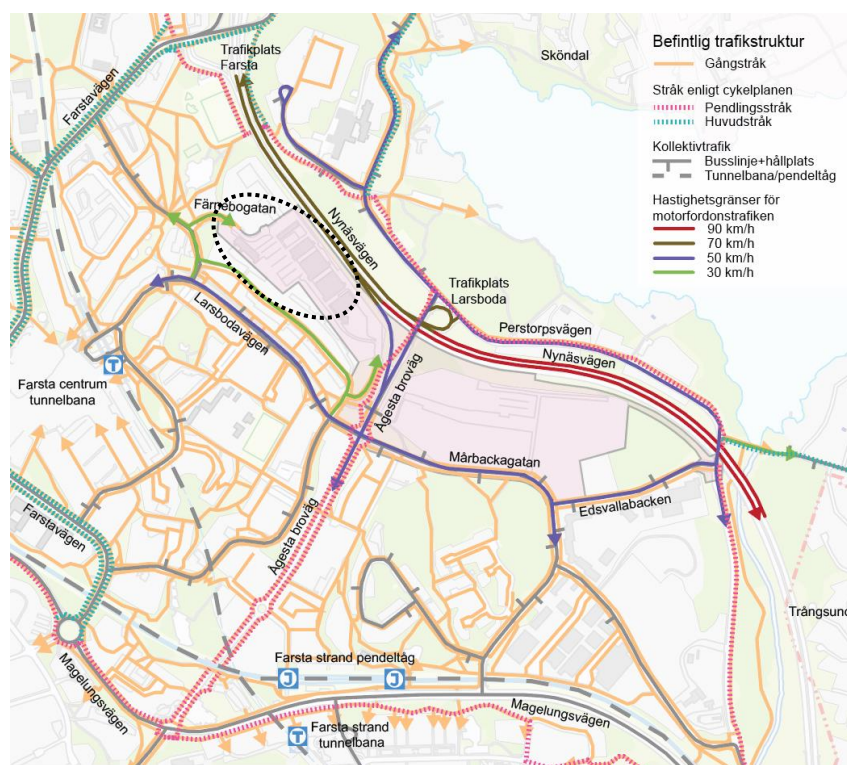 Befintlig trafikstruktur
Gångstråk
Stråk enligt cykelplanen
Pendlingsstråk
Huvudstråk
Kollektivtrafik
Busslinje+hållplats
Tunnelbana/pendeltåg
Hastighetsgränser för
motorfordonstrafiken
90 km/h
70 km/h
50 km/h
30 km/h
Trafikplats
Farsta
Sköndal
Farstavägen
Färnebogatan
Nynäsvägen
Trafikplats
Larsboda
Perstorpsvägen
Nynäsvägen
Larsbodavägen
T
Farsta centrum
tunnelbana
Ågesta broväg
Mårbackagatan
Edsvallabacken
Farstavägen
Ågesta broväg
Trångsund
Farsta strand pendeltåg
J
J
Magelungsvägen
Magelungsvägen
T
Farsta strand
tunnelbana